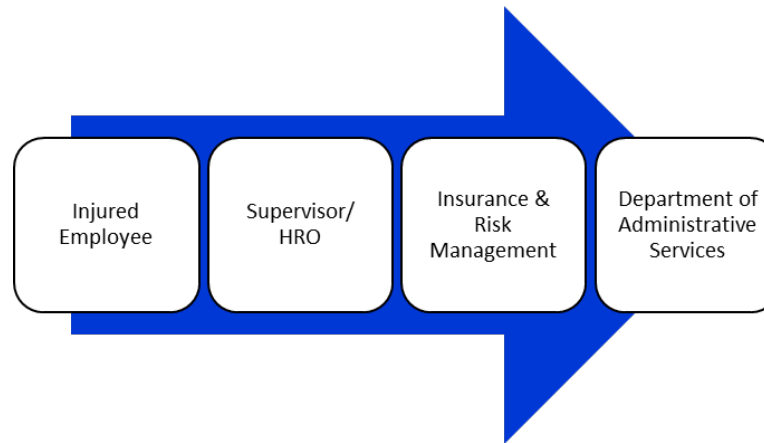 Injured
Employee
Supervisor/
HRO
Insurance &
Risk
Management
Department of
Administrative
Services